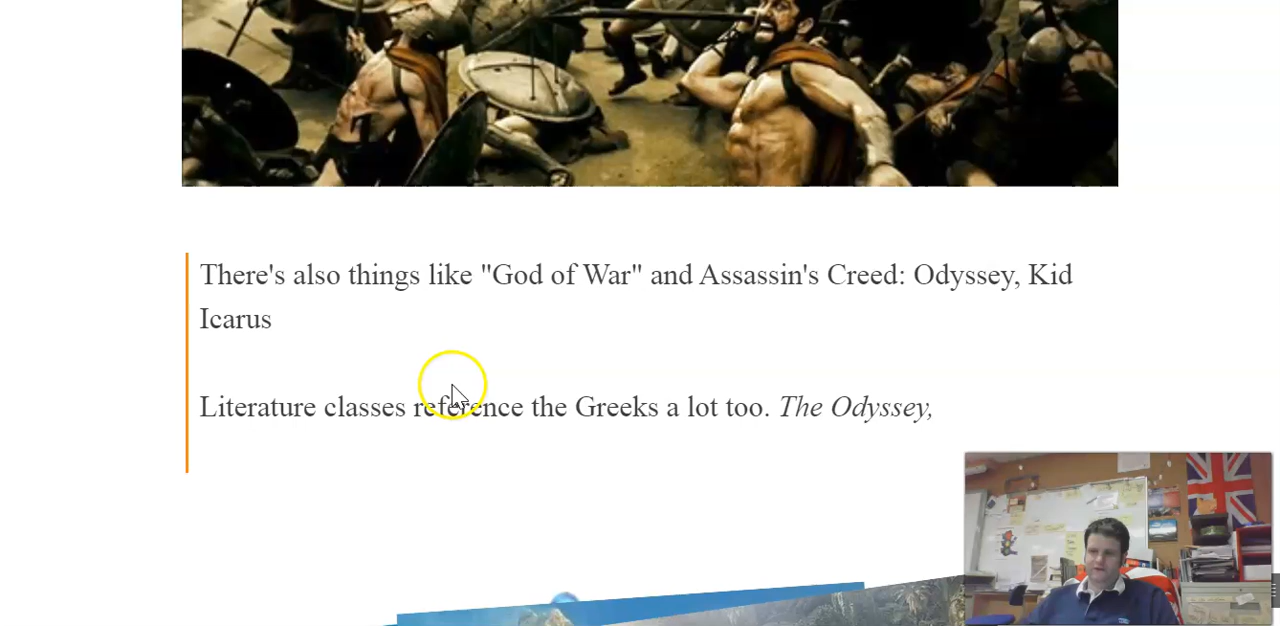 There's also things like "God of War" and Assassin's Creed: Odyssey, Kid
Icarus
Literature classes reference the Greeks a lot too. The Odyssey,